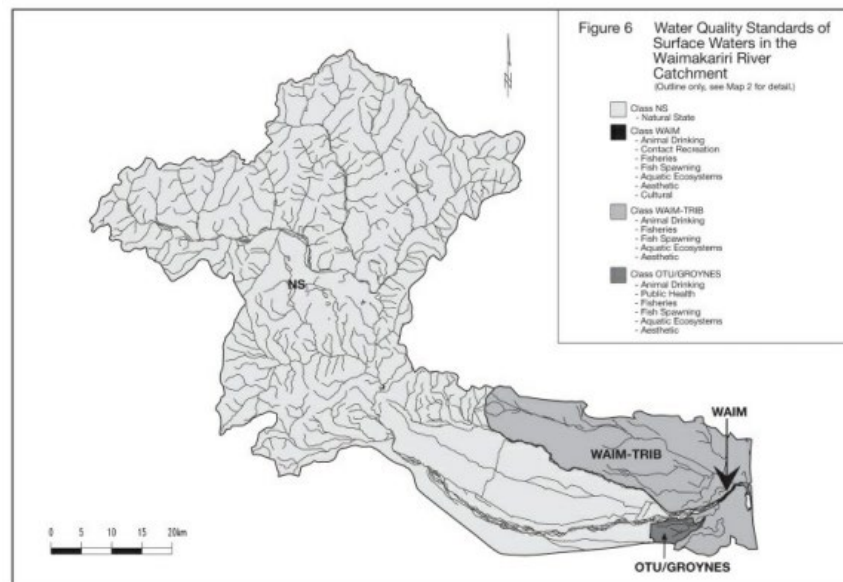 Figure 6 Water Quality Standards of
Surface Waters in the
Waimakariri River
Catchment
(Outline only, see Map 2 for detail.)
Class NS
- Natural State
Class WAIM
- Animal Drinking
- Contact Recreation
- Fisheries
- Fish Spawning
- Aquatic Ecosystems
- Aesthetic
- Cultural
Class WAIM-TRIB
- Animal Drinking
- Fisheries
- Fish Spawning
- Aquatic Ecosystems
- Aesthetic
Class OTU/GROYNES
- Animal Drinking
- Public Health
- Fisheries
- Fish Spawning
- Aquatic Ecosystems
- Aesthetic
N
NS
WAIM
WAIM-TRIB
OTU/GROYNES
0 5 10 15 20km